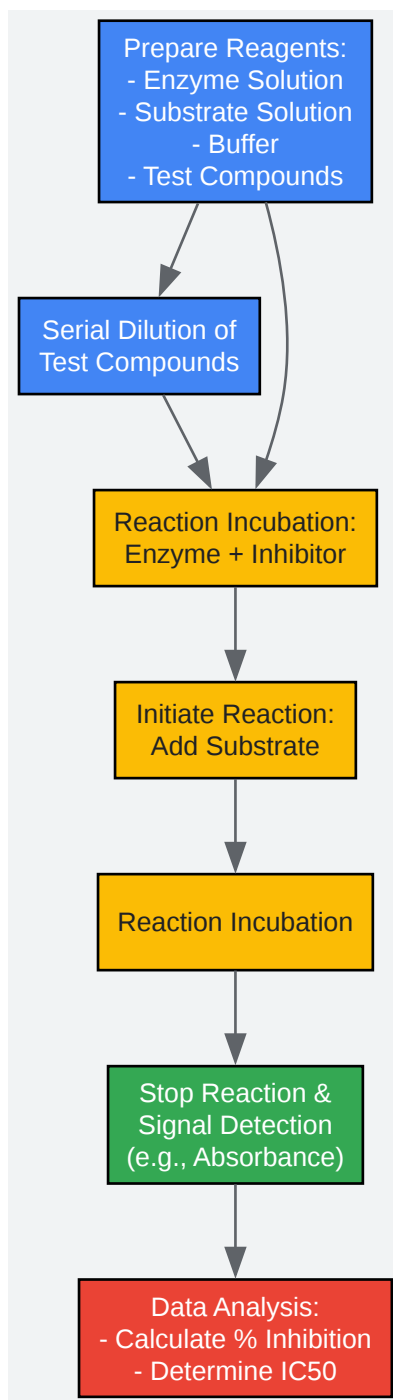 Prepare Reagents:
- Enzyme Solution
- Substrate Solution
- Buffer
- Test Compounds
Serial Dilution of
Test Compounds
Reaction Incubation:
Enzyme + Inhibitor
Initiate Reaction:
Add Substrate
Reaction Incubation
Stop Reaction &
Signal Detection
(e.g., Absorbance)
Data Analysis:
- Calculate % Inhibition
- Determine IC50